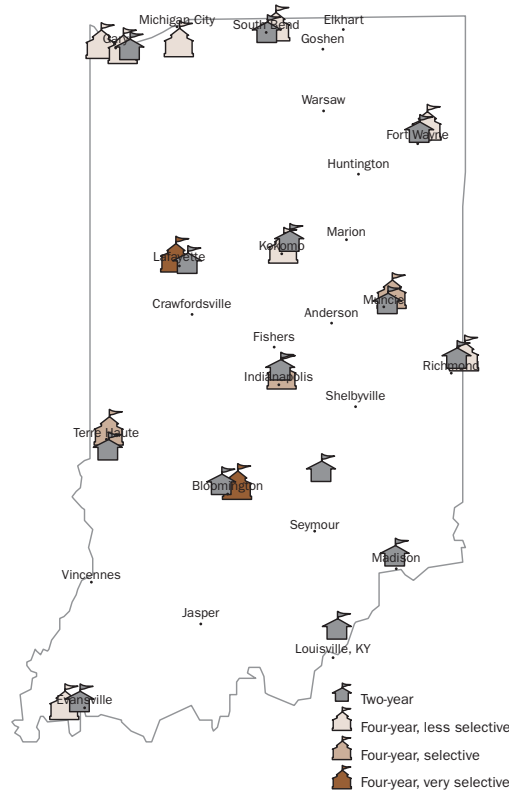 Michigan City
South Bend
Elkhart
Gary
Goshen
Warsaw
Fort Wayne
Huntington
Marion
Kokomo
Lafayette
Muncie
Crawfordsville
Anderson
Fishers
Richmond
Indianapolis
Shelbyville
Terre Haute
Bloomington
Seymour
Madison
Vincennes
Jasper
Louisville, KY
Evansville
Two-year
Four-year, less selective
Four-year, selective
Four-year, very selective